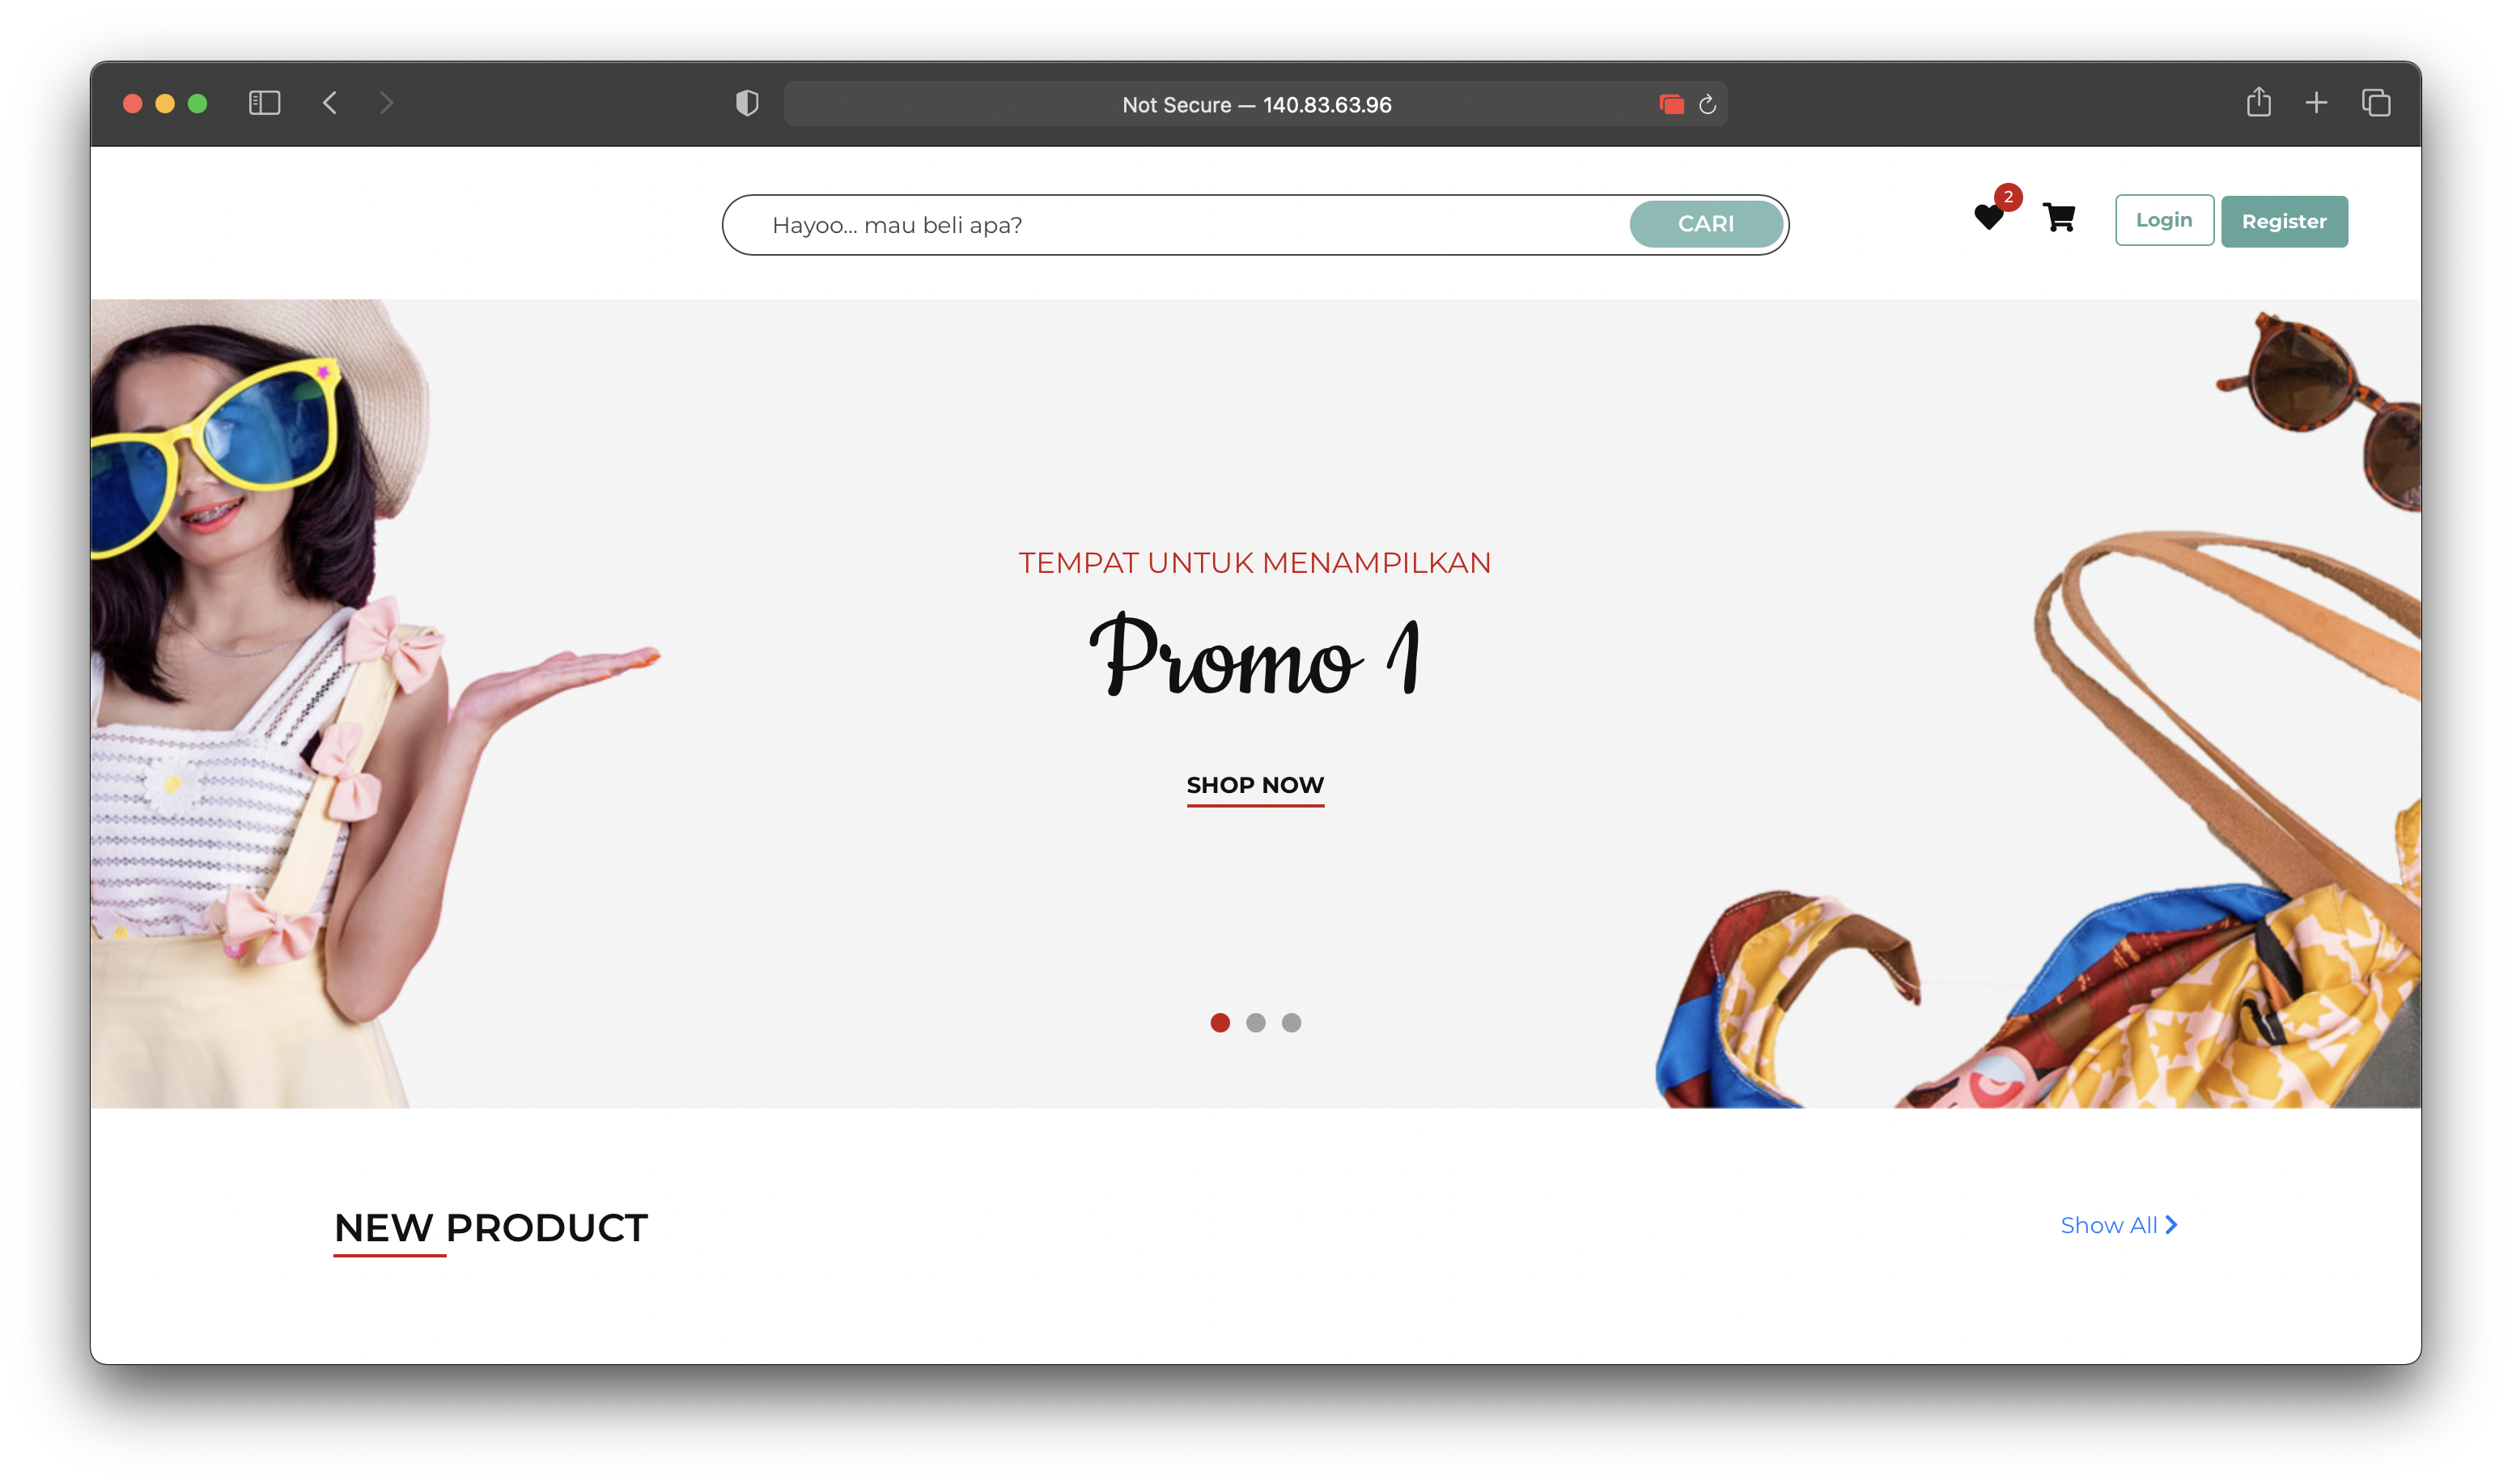 Not Secure — 140.83.63.96
Hayoo... mau beli apa?
CARI
2
Login
Register
TEMPAT UNTUK MENAMPILKAN
Promo 1
SHOP NOW
NEW PRODUCT
Show All